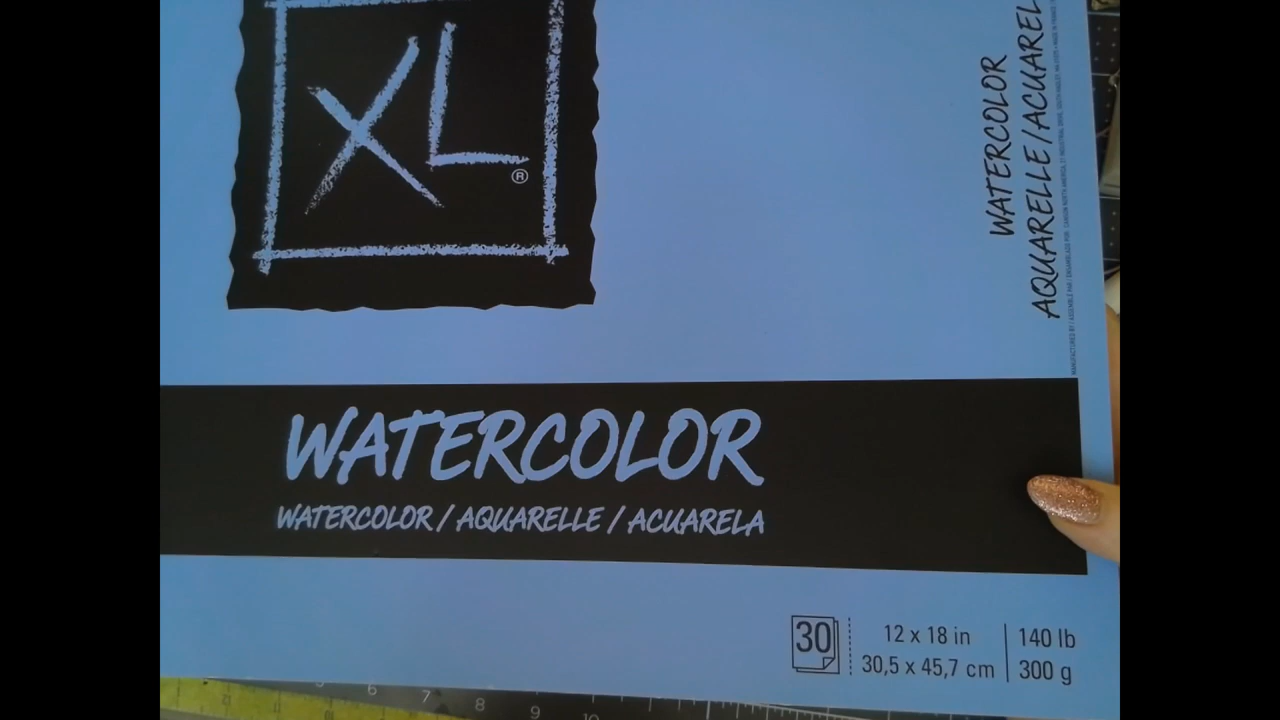 XL
®
WATERCOLOR
WATERCOLOR / AQUARELLE / ACUARELA
30
12 x 18 in
30,5 x 45,7 cm
140 lb
300 g
WATERCOLOR
AQUARELLE / ACUAREL
6
7
8
9
10